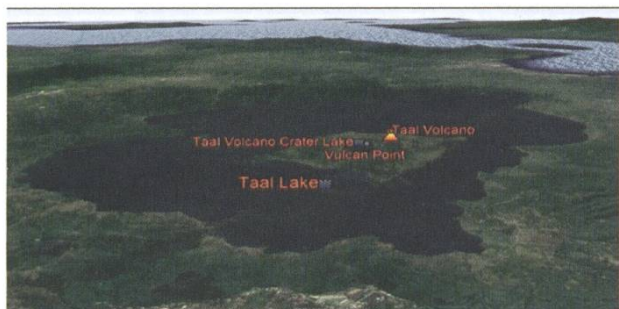 Taal Volcano
Taal Volcano Crater Lake
Vulcan Point
Taal Lake